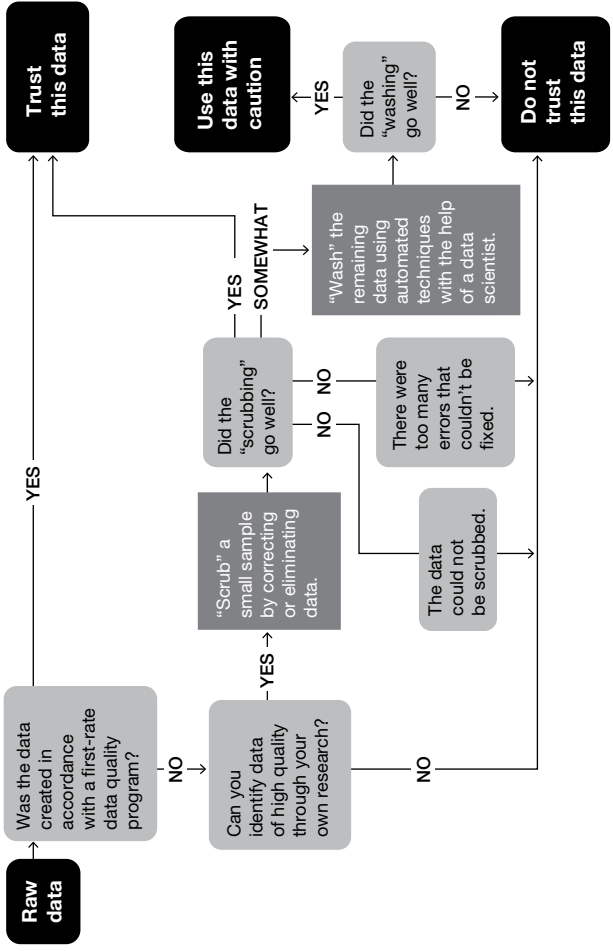 Raw
data
Was the data
created in
accordance
with a first-rate
data quality
program?
YES
Trust
this data
NO
Can you
identify data
of high quality
through your
own research?
YES
"Scrub" a
small sample
by correcting
or eliminating
data.
Did the
"scrubbing"
go well?
YES
SOMEWHAT
"Wash" the
remaining
data using
automated
techniques
with the help
of a data
scientist.
Did the
"washing"
go well?
YES
Use this
data with
caution
NO
Do not
trust
this data
NO
NO
The data
could not
be scrubbed.
There were
too many
errors that
couldn't be
fixed.
NO